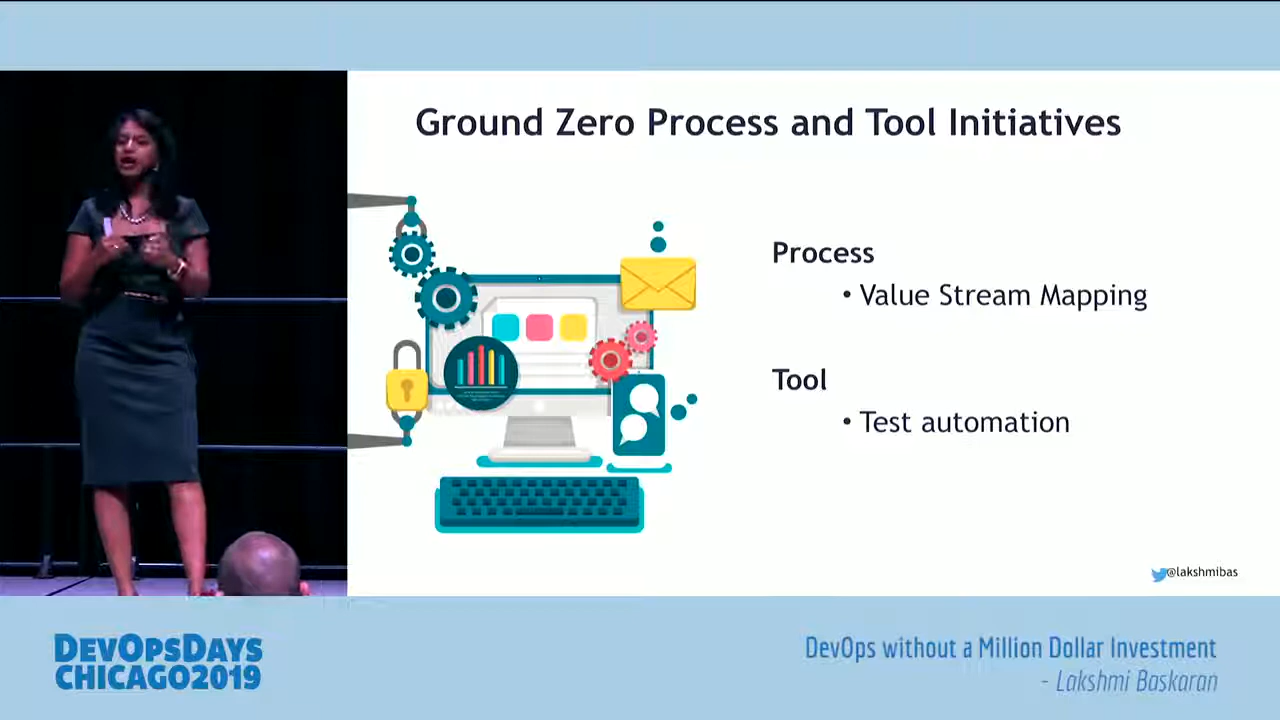 Ground Zero Process and Tool Initiatives
Process
• Value Stream Mapping
Tool
• Test automation
@lakshmibas
DEVOPSDAYS
CHICAGO2019
DevOps without a Million Dollar Investment
- Lakshmi Baskaran